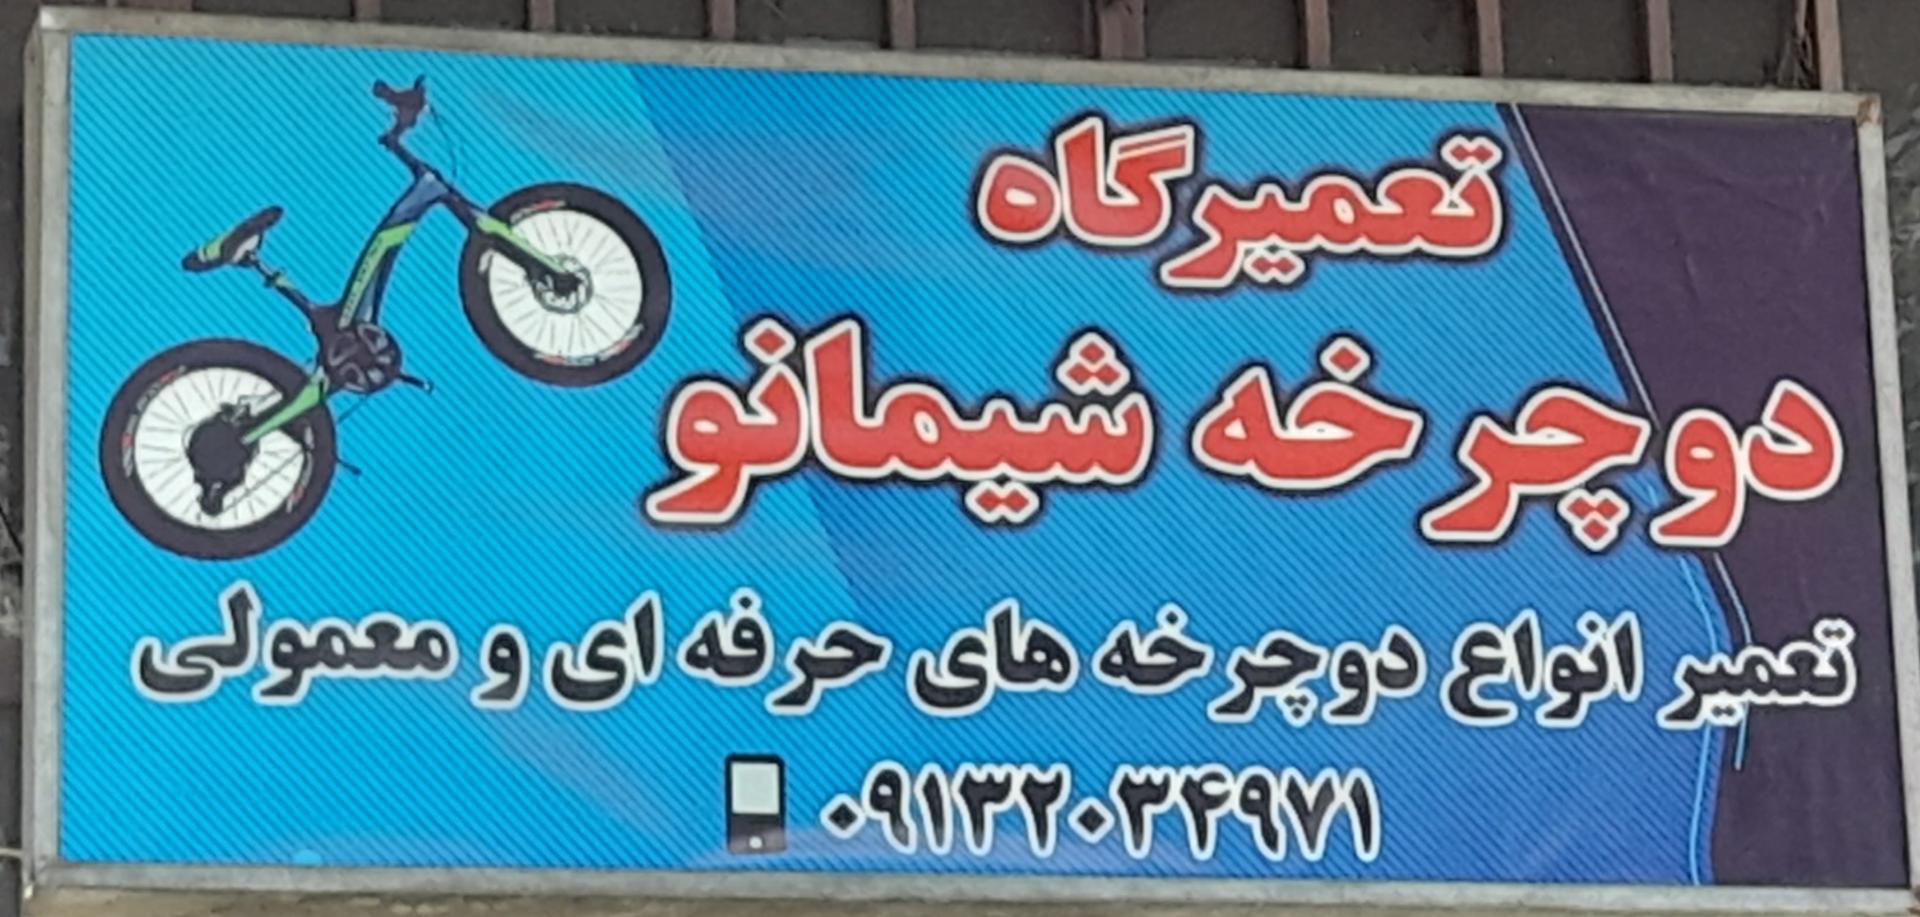 تعمیرگاه
دوچرخه شیمانو
تعمیر انواع دوچرخه های حرفه ای و معمولی
۰۹۱۳۲۰۳۴۹۷۱